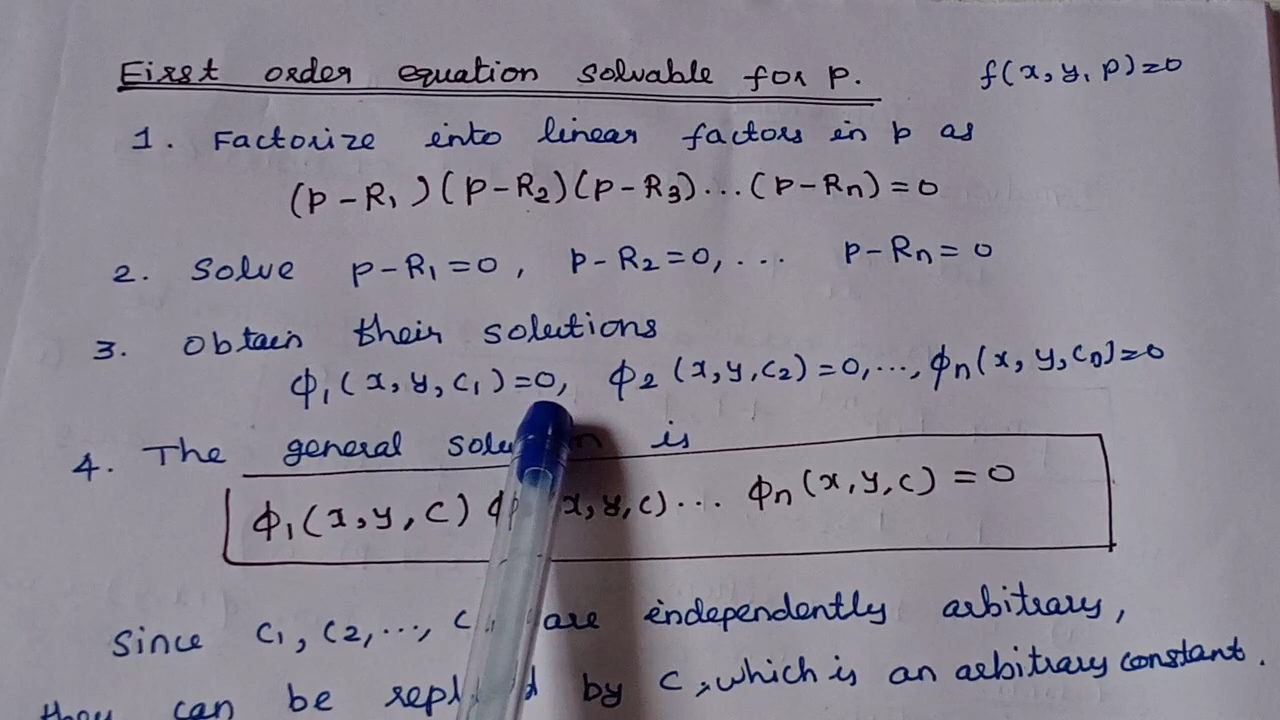 First order equation solvable for p. f(x, y, p)=0
1. Factorize into linear factors in p as
(p-R₁)(p-R₂)(p-R₃)...(p-Rn)=0
2. Solve p-R₁=0, p-R₂=0,... p-Rn=0
3. Obtain their solutions
ϕ₁(x, y, c₁)=0, ϕ₂(x,y,c₂)=0,..., ϕn(x, y, cn)=0
4. The general is
ϕ₁(x,y,c) x,y,c)... ϕn(x,y,c)=0
Since c₁, c₂,..., are independently arbitrary,
they can be by c, which is an arbitrary constant.